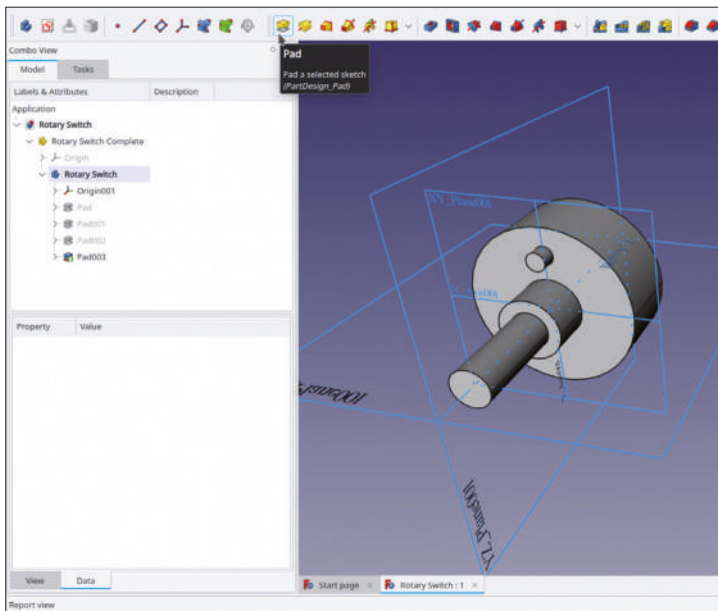 Combo View
Pad
Pad a selected sketch
(PartDesign_Pad)
Model Tasks
Labels & Attributes Description
Application
Rotary Switch
Rotary Switch Complete
Origin
Rotary Switch
Origin001
Pad
Pad001
Pad002
Pad003
XY_Plane001
YZ_Plane001
Property Value
View Data
Start page
Rotary Switch : 1
Report view